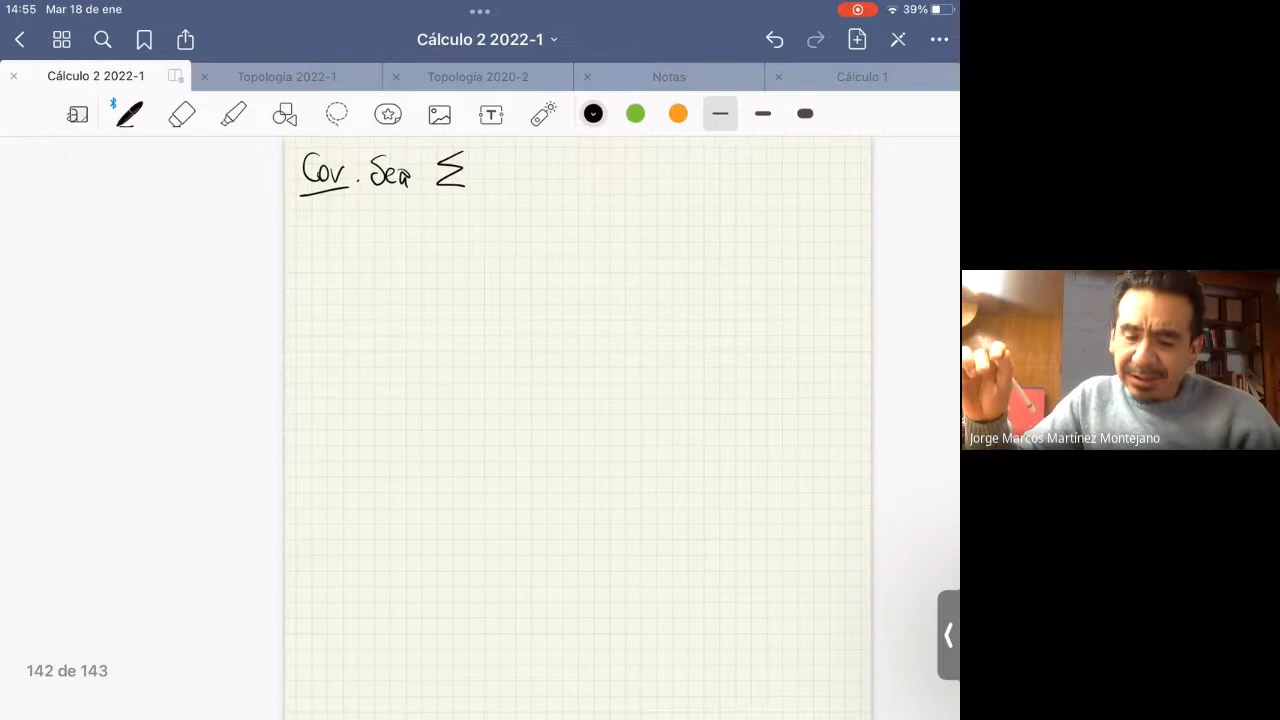 14:55 Mar 18 de ene 39%
Cálculo 2 2022-1
Cálculo 2 2022-1 Topología 2022-1 Topología 2020-2 Notas Cálculo 1
T
Cor. Sea Σ
Jorge Marcos Martínez Montejano
142 de 143